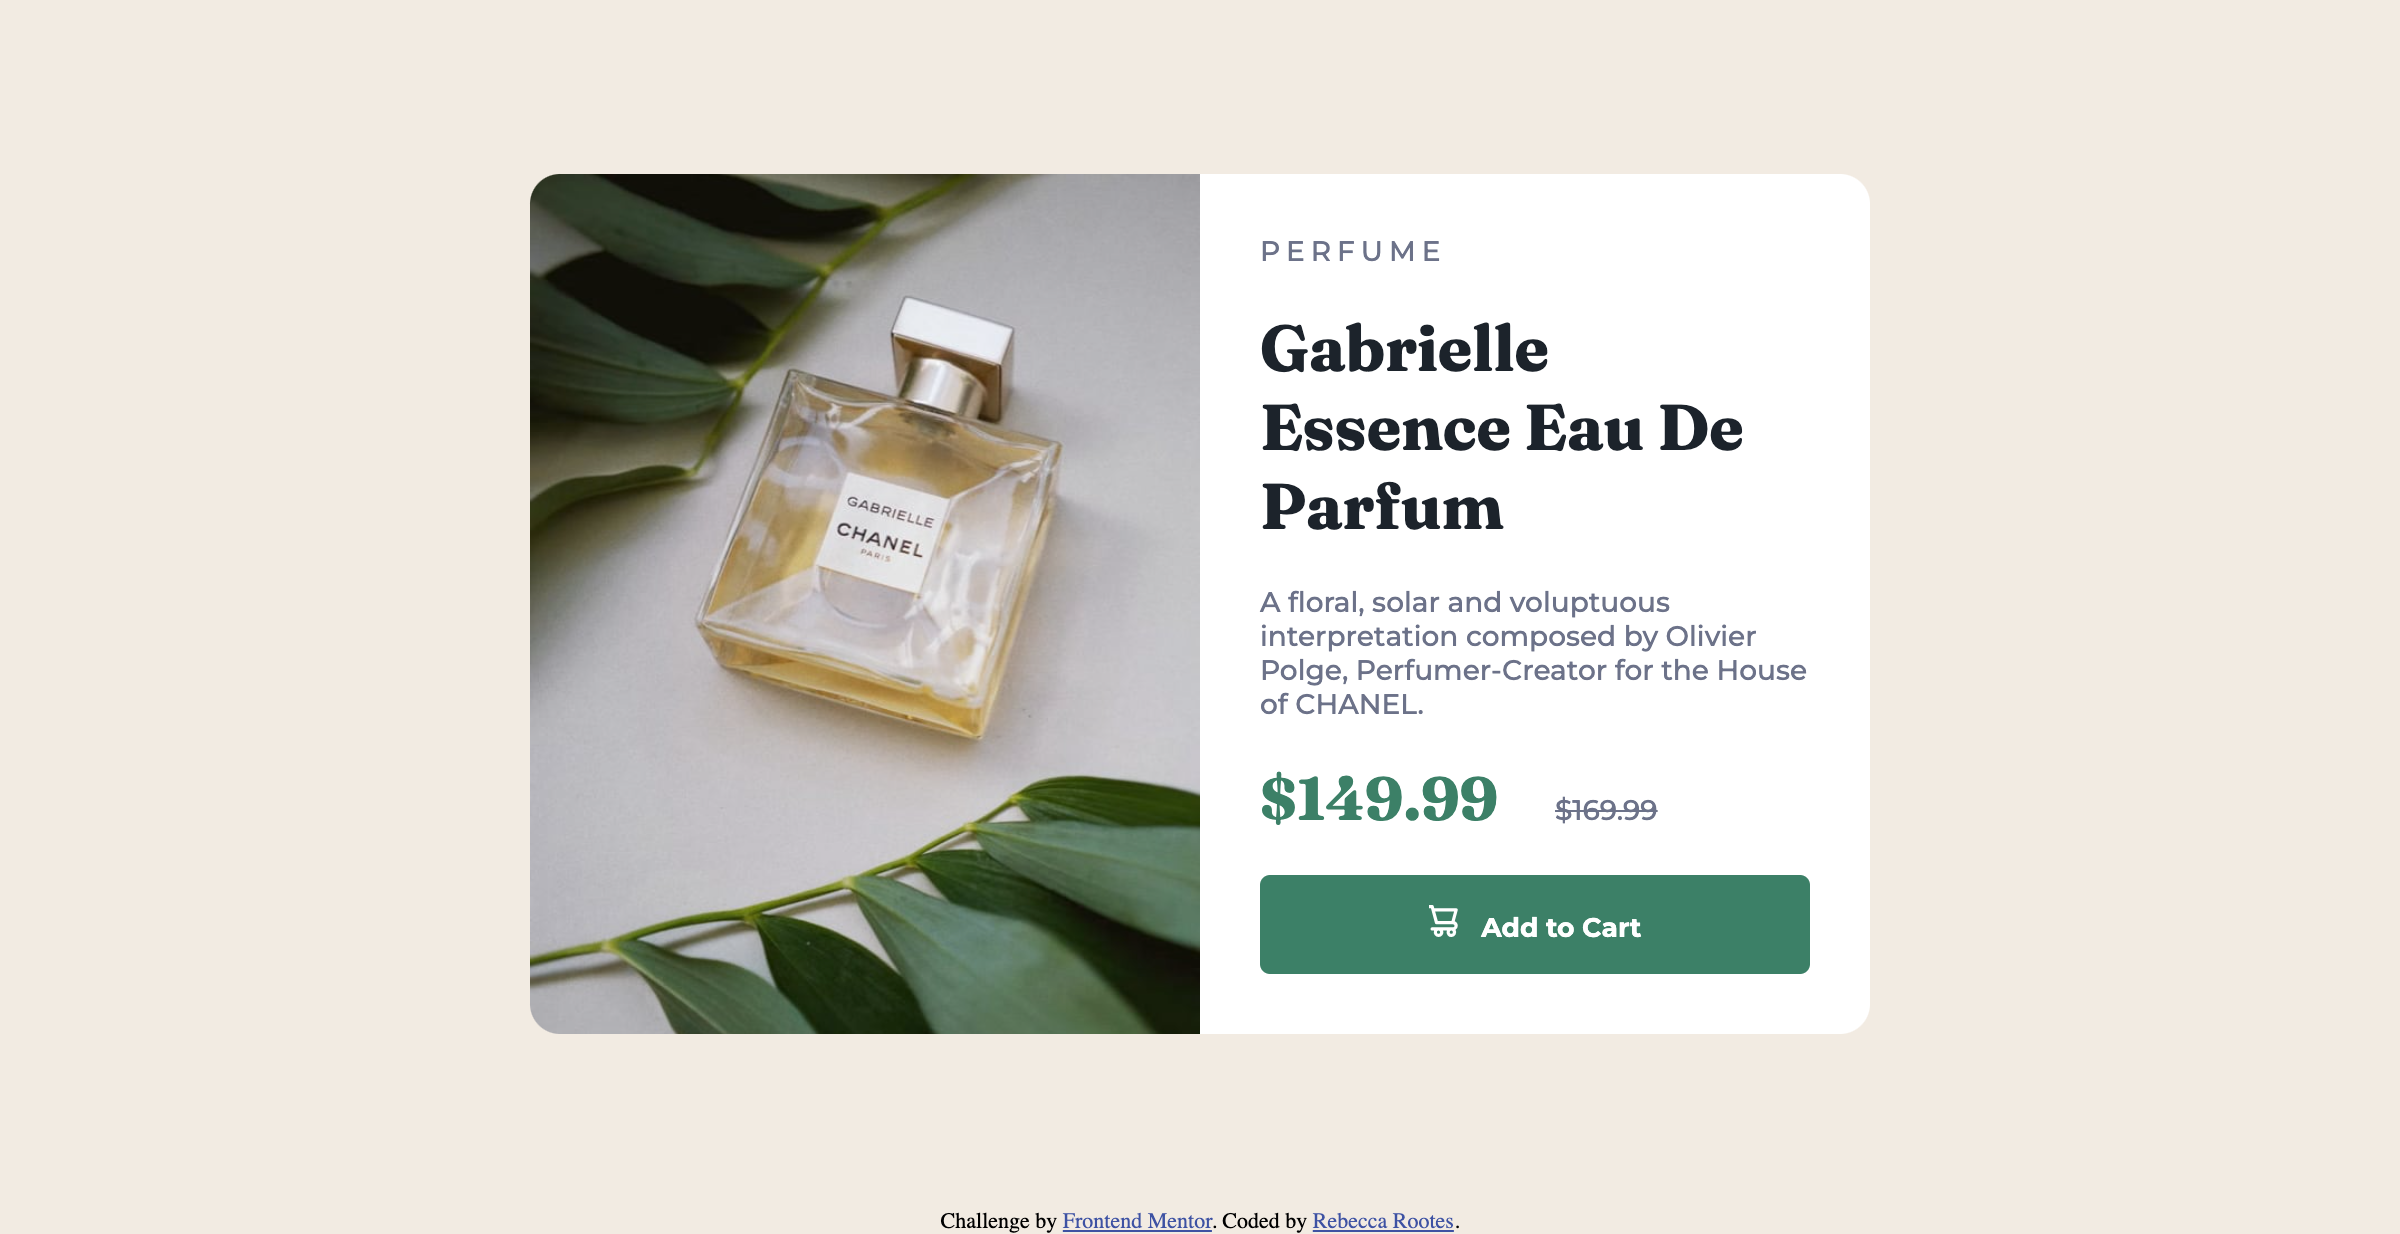 GABRIELLE
CHANEL
PARIS
PERFUME
Gabrielle
Essence Eau De
Parfum
A floral, solar and voluptuous
interpretation composed by Olivier
Polge, Perfumer-Creator for the House
of CHANEL.
$149.99 $169.99
Add to Cart
Challenge by Frontend Mentor. Coded by Rebecca Rootes.